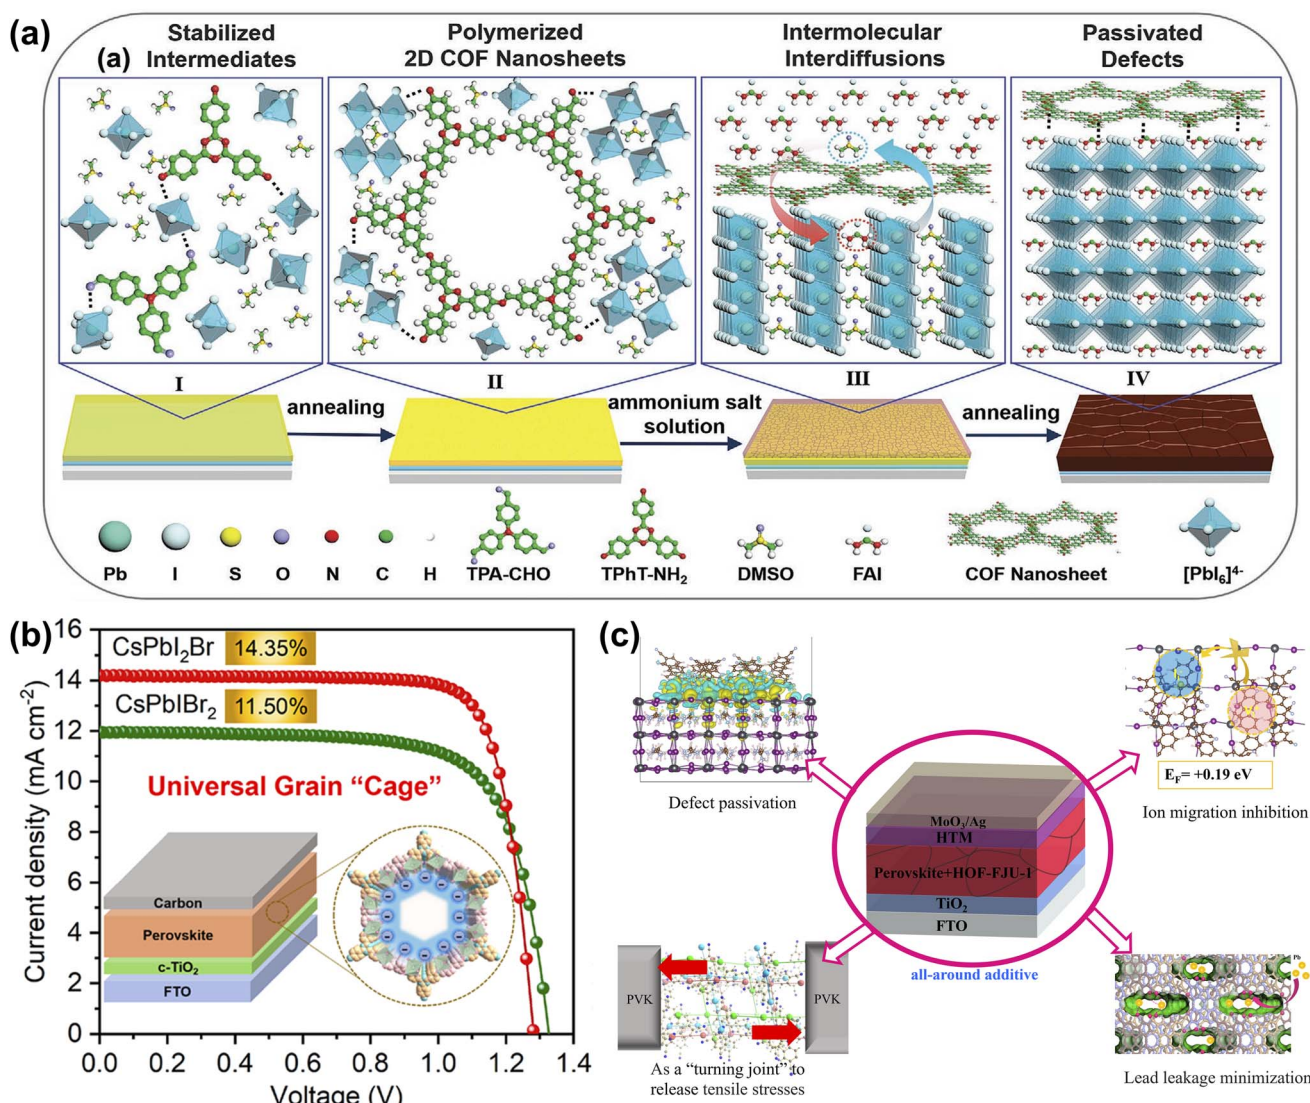 (a)
Stabilized
Intermediates
(a)
Polymerized
2D COF Nanosheets
Intermolecular
Interdiffusions
Passivated
Defects
I
II
III
IV
annealing
ammonium salt
solution
annealing
Pb
I
S
O
N
C
H
TPA-CHO
TPhT-NH₂
DMSO
FAI
COF Nanosheet
[PbI₆]⁴⁻
(b)
16
14
12
10
8
6
4
2
0
Current density (mA cm⁻²)
CsPbI₂Br 14.35%
CsPbIBr₂ 11.50%
Universal Grain “Cage”
Carbon
Perovskite
c-TiO₂
FTO
0.0 0.2 0.4 0.6 0.8 1.0 1.2 1.4
Voltage (V)
(c)
Defect passivation
E_F= +0.19 eV
Ion migration inhibition
MoO₃/Ag
HTM
Perovskite+HOF-FJU-1
TiO₂
FTO
all-around additive
PVK
PVK
As a “turning joint” to
release tensile stresses
Pb
Lead leakage minimization